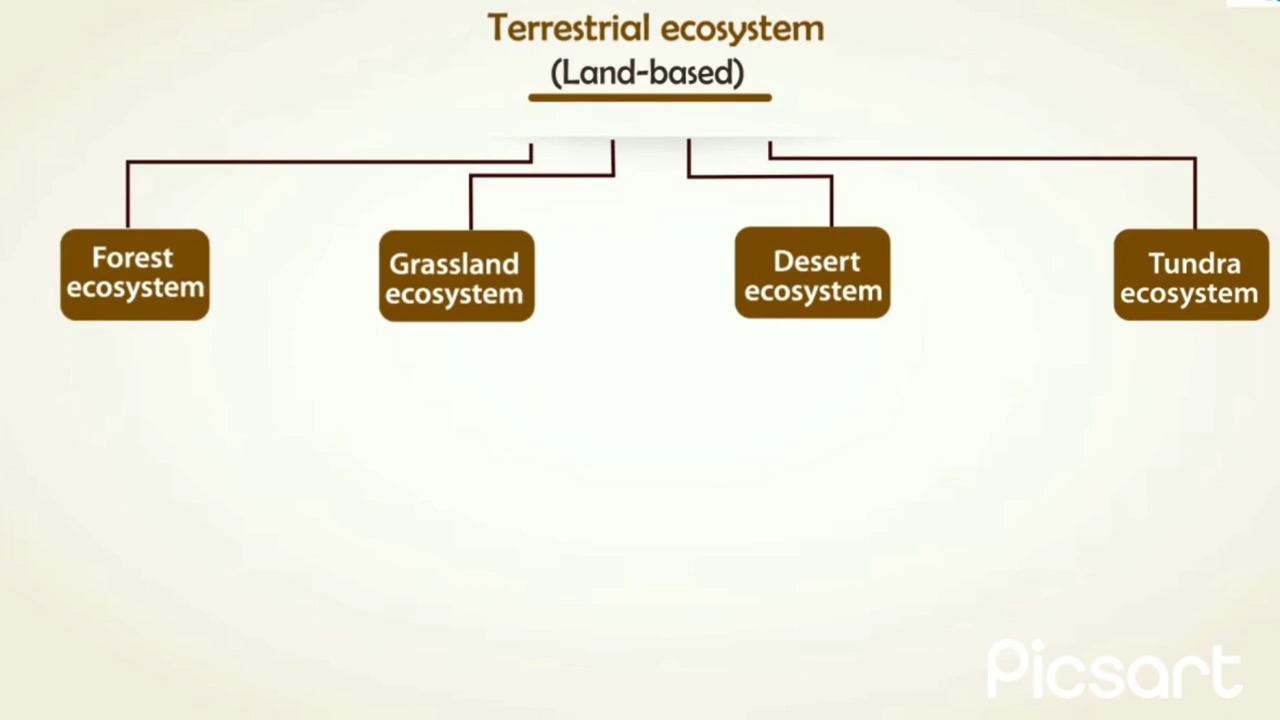 Terrestrial ecosystem
(Land-based)
Forest
ecosystem
Grassland
ecosystem
Desert
ecosystem
Tundra
ecosystem
Picsart